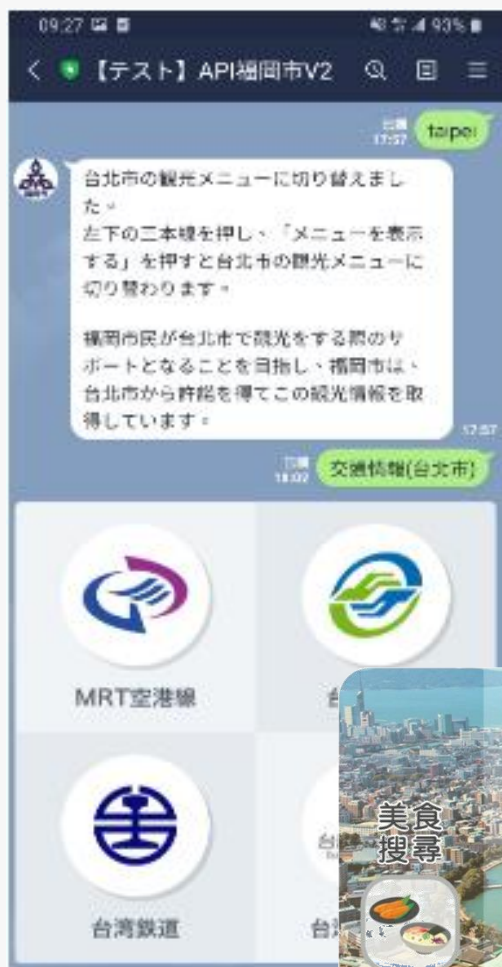 09:27
93%
【テスト】API福岡市V2
已讀
17:57
taipei
台北市の観光メニューに切り替えまし
た。
左下の三本線を押し、「メニューを表示
する」を押すと台北市の観光メニューに
切り替わります。
福岡市民が台北市で観光をする際のサ
ポートとなることを目指し、福岡市は、
台北市から許諾を得てこの観光情報を取
得しています。
17:57
已讀
18:02
交通情報(台北市)
MRT空港線
台湾鉄道
美食
搜尋